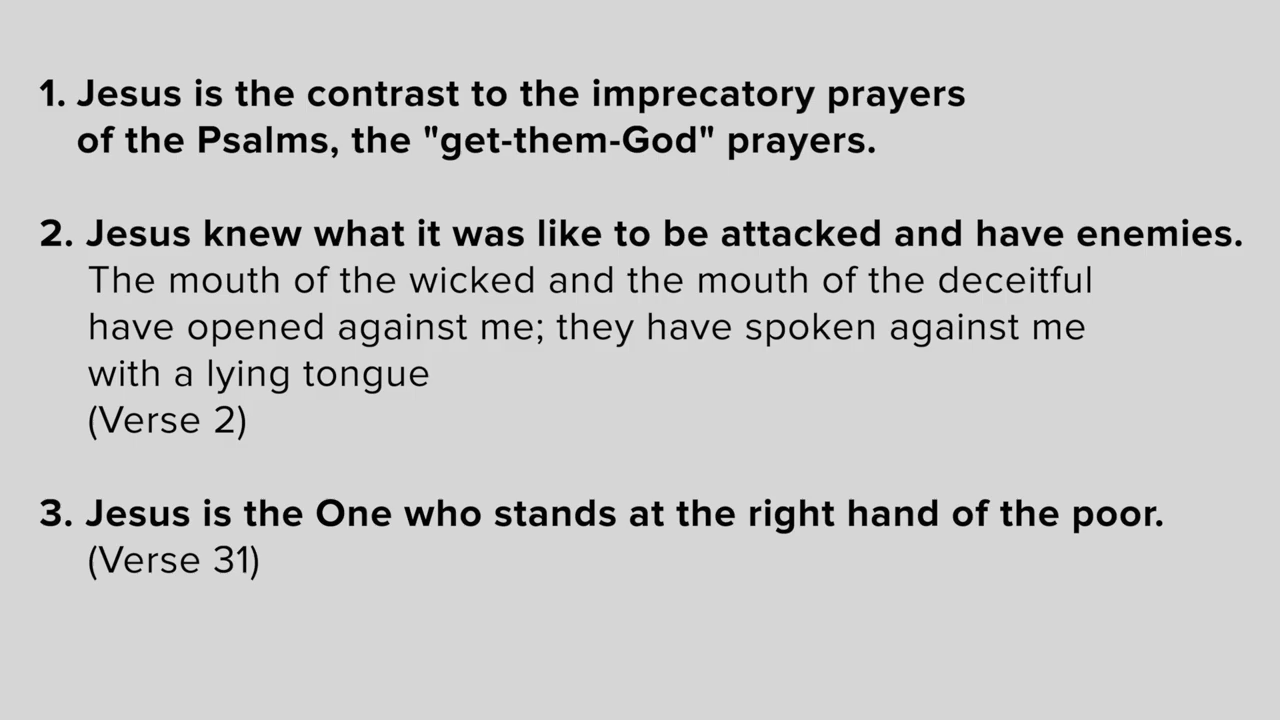 1. Jesus is the contrast to the imprecatory prayers
of the Psalms, the "get-them-God" prayers.
2. Jesus knew what it was like to be attacked and have enemies.
The mouth of the wicked and the mouth of the deceitful
have opened against me; they have spoken against me
with a lying tongue
(Verse 2)
3. Jesus is the One who stands at the right hand of the poor.
(Verse 31)